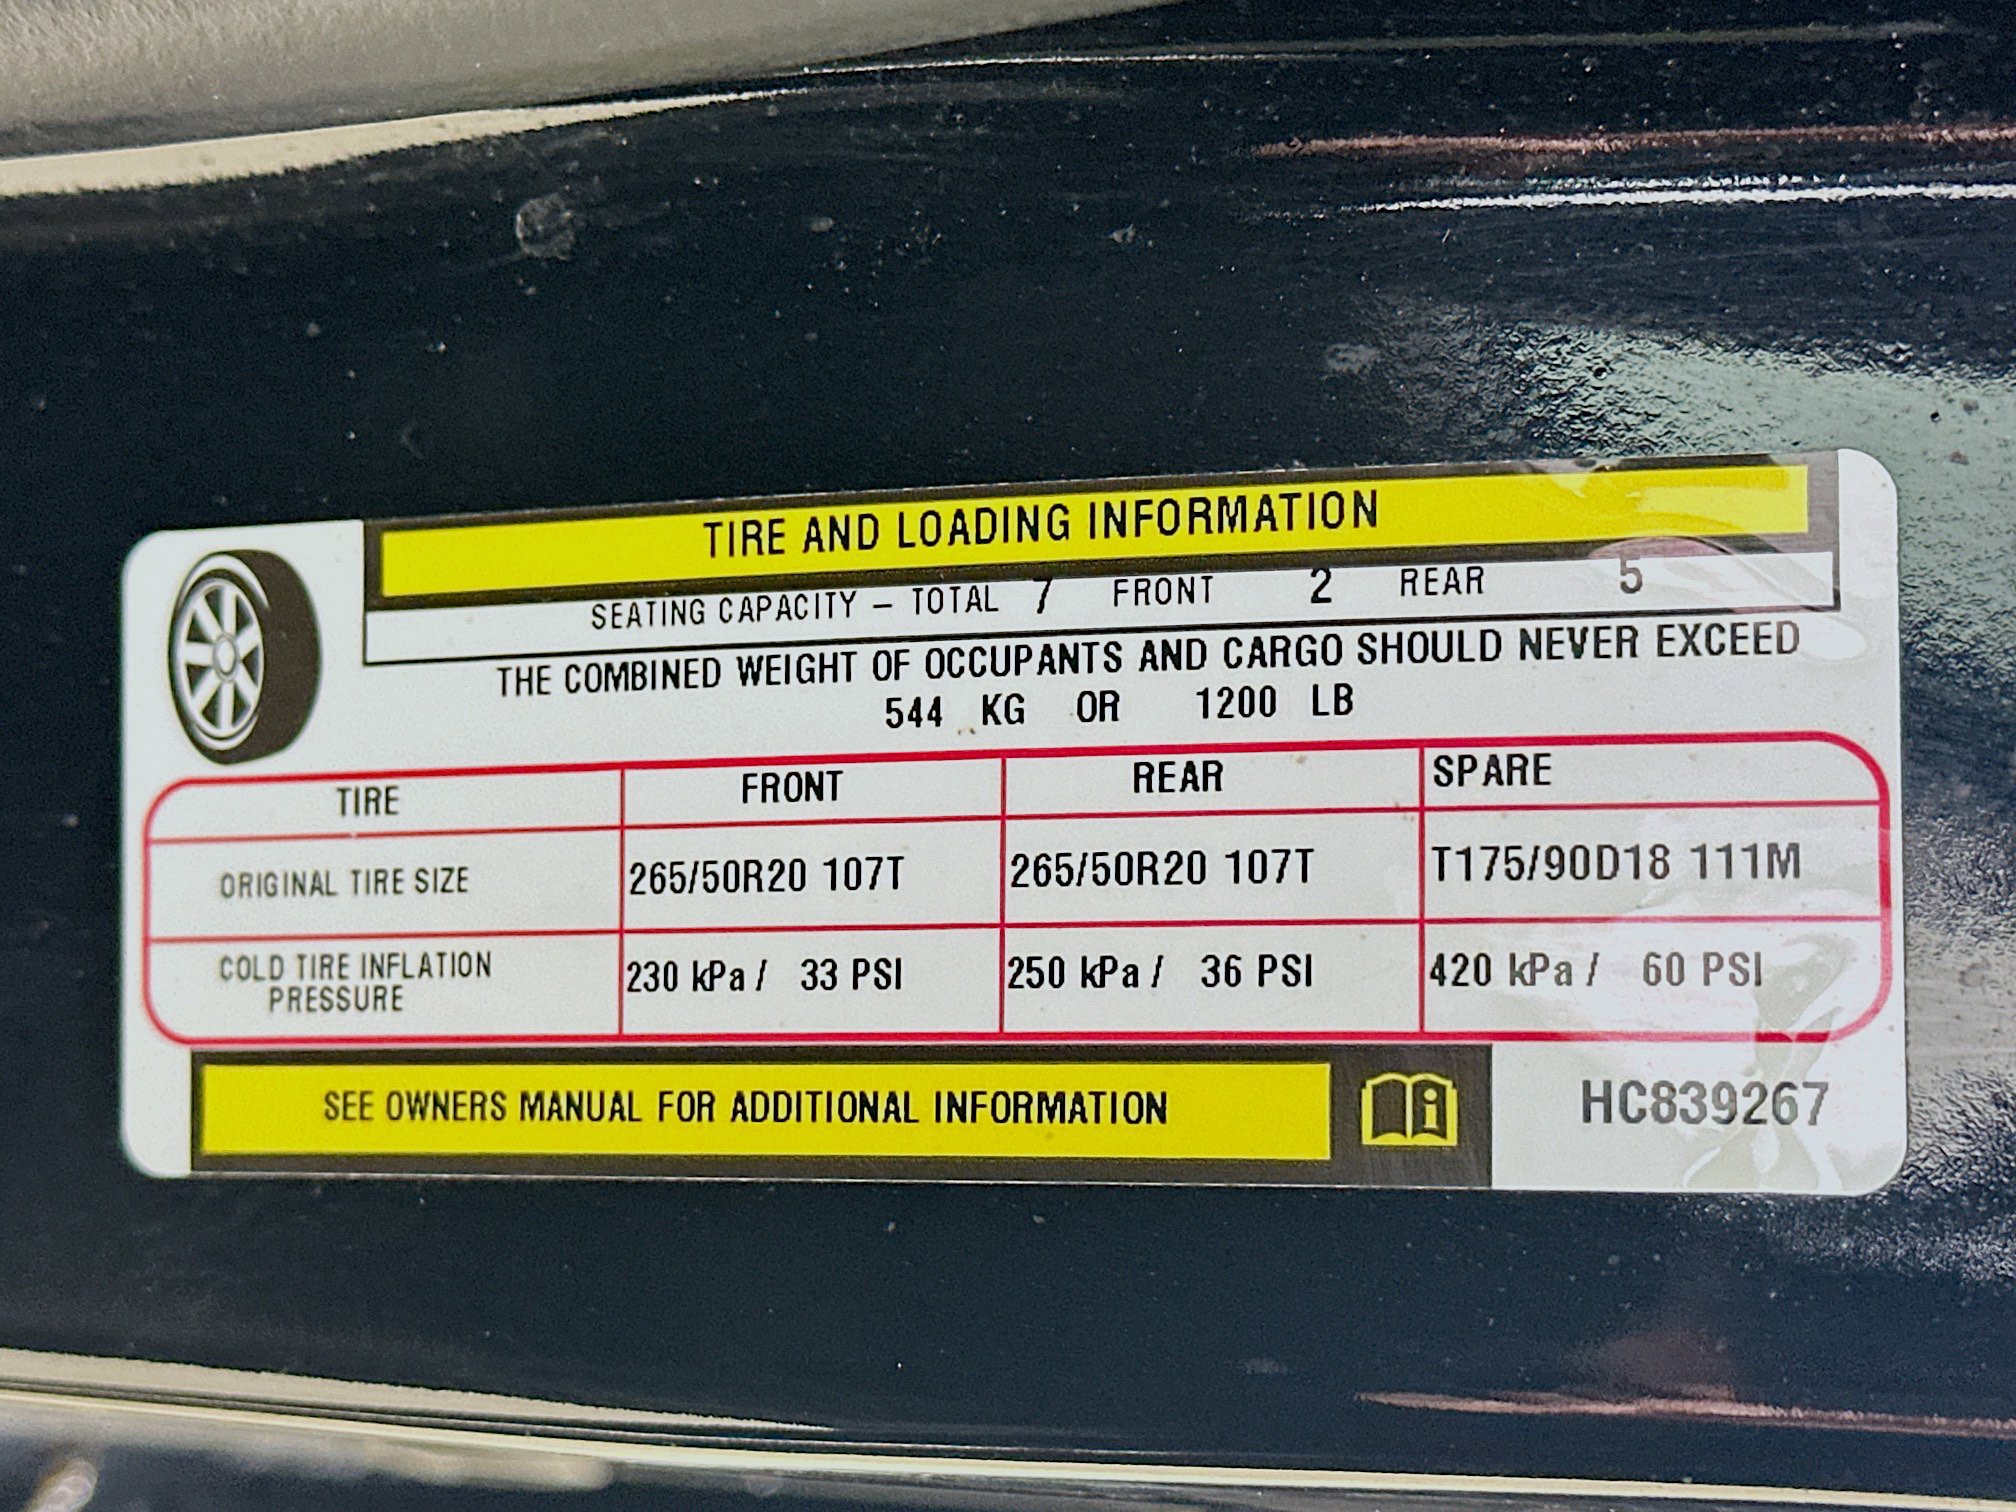 TIRE AND LOADING INFORMATION
SEATING CAPACITY – TOTAL 7 FRONT 2 REAR 5
THE COMBINED WEIGHT OF OCCUPANTS AND CARGO SHOULD NEVER EXCEED
544 KG OR 1200 LB
TIRE FRONT REAR SPARE
ORIGINAL TIRE SIZE 265/50R20 107T 265/50R20 107T T175/90D18 111M
COLD TIRE INFLATION PRESSURE 230 kPa / 33 PSI 250 kPa / 36 PSI 420 kPa / 60 PSI
SEE OWNERS MANUAL FOR ADDITIONAL INFORMATION
HC839267